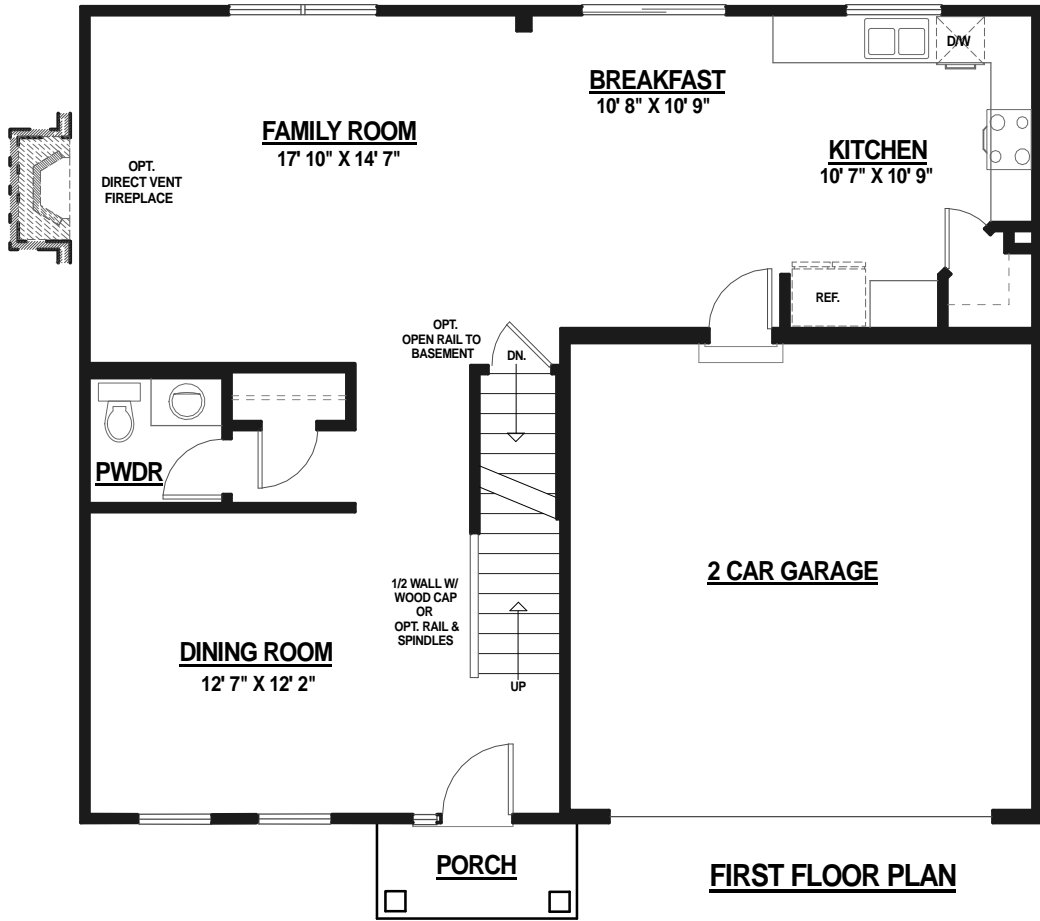 D/W
BREAKFAST
10' 8" X 10' 9"
FAMILY ROOM
17' 10" X 14' 7"
KITCHEN
10' 7" X 10' 9"
OPT.
DIRECT VENT
FIREPLACE
REF.
OPT.
OPEN RAIL TO
BASEMENT
DN.
PWDR
1/2 WALL W/
WOOD CAP
OR
OPT. RAIL &
SPINDLES
2 CAR GARAGE
DINING ROOM
12' 7" X 12' 2"
UP
PORCH
FIRST FLOOR PLAN